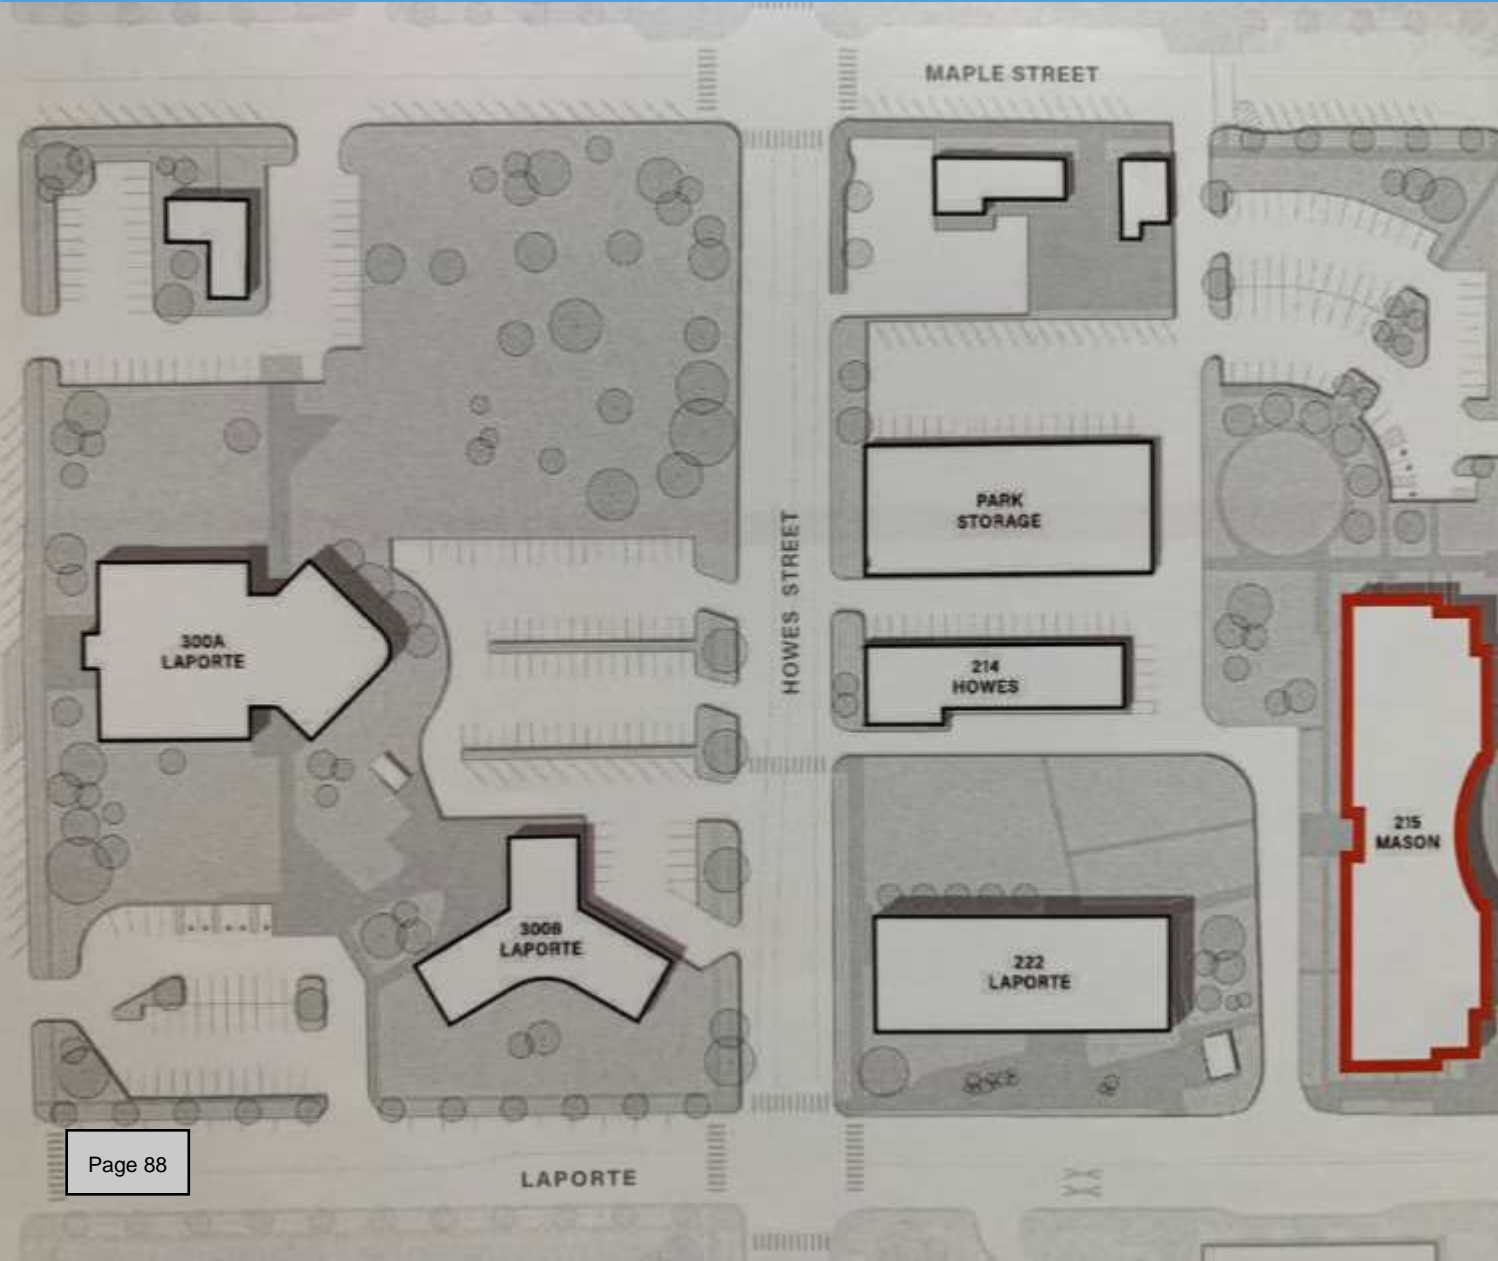 MAPLE STREET
PARK
STORAGE
HOWES STREET
300A
LAPORTE
214
HOWES
215
MASON
300B
LAPORTE
222
LAPORTE
Page 88
LAPORTE